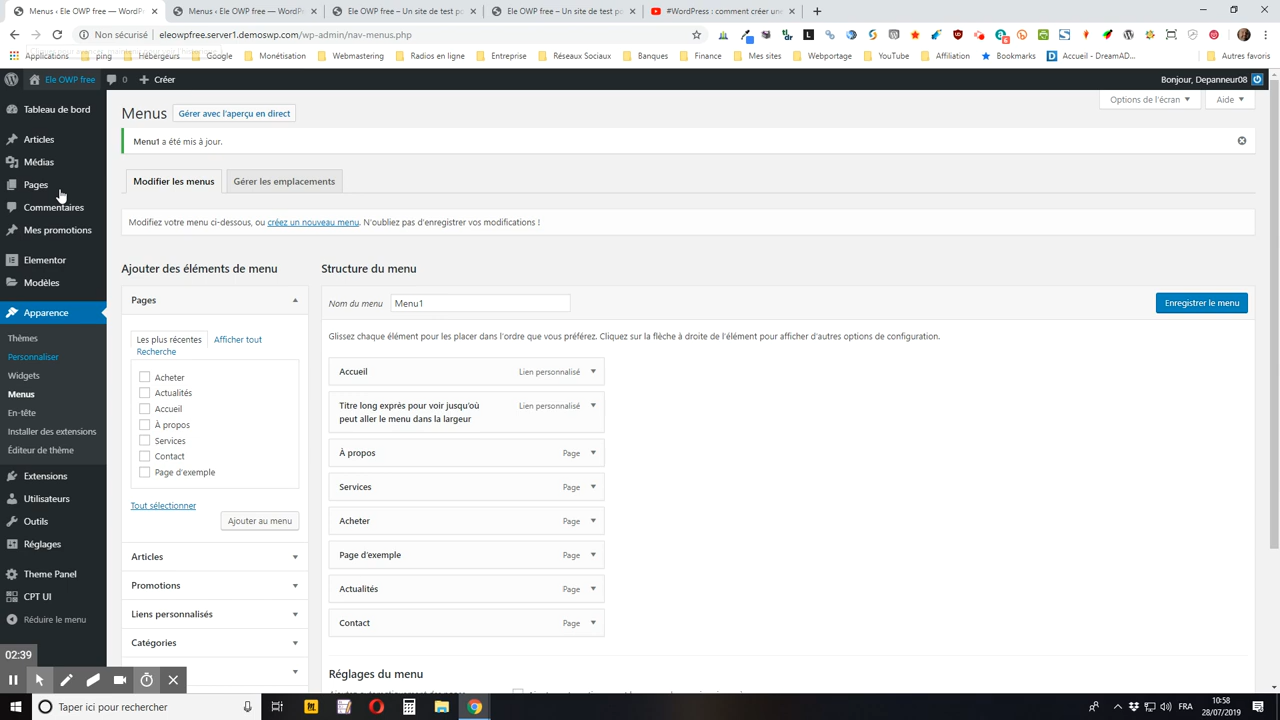 Menus ‹ Ele OWP free — WordPr
Menus ‹ Ele OWP free — WordPr
Ele OWP free – Un site de test po
Ele OWP free – Un site de test po
#WordPress : comment créer une
Non sécurisé
eleowpfree.server1.demoswp.com/wp-admin/nav-menus.php
Applications
ping
Hébergeurs
Google
Monétisation
Webmastering
Radios en ligne
Entreprise
Réseaux Sociaux
Banques
Finance
Mes sites
Webportage
YouTube
Affiliation
Bookmarks
Accueil - DreamAD...
Autres favoris
Ele OWP free
0
Créer
Bonjour, Depanneur08
Tableau de bord
Articles
Médias
Pages
Commentaires
Mes promotions
Elementor
Modèles
Apparence
Thèmes
Personnaliser
Widgets
Menus
En-tête
Installer des extensions
Éditeur de thème
Extensions
Utilisateurs
Outils
Réglages
Theme Panel
CPT UI
Réduire le menu
Menus
Gérer avec l'aperçu en direct
Options de l'écran
Aide
Menu1 a été mis à jour.
Modifier les menus
Gérer les emplacements
Modifiez votre menu ci-dessous, ou créez un nouveau menu. N'oubliez pas d'enregistrer vos modifications !
Ajouter des éléments de menu
Pages
Les plus récentes
Afficher tout
Recherche
Acheter
Actualités
Accueil
À propos
Services
Contact
Page d'exemple
Tout sélectionner
Ajouter au menu
Articles
Promotions
Liens personnalisés
Catégories
Structure du menu
Nom du menu
Menu1
Enregistrer le menu
Glissez chaque élément pour les placer dans l'ordre que vous préférez. Cliquez sur la flèche à droite de l'élément pour afficher d'autres options de configuration.
Accueil
Lien personnalisé
Titre long exprès pour voir jusqu'où
peut aller le menu dans la largeur
Lien personnalisé
À propos
Page
Services
Page
Acheter
Page
Page d'exemple
Page
Actualités
Page
Contact
Page
Réglages du menu
02:39
Taper ici pour rechercher
FRA
10:58
28/07/2019